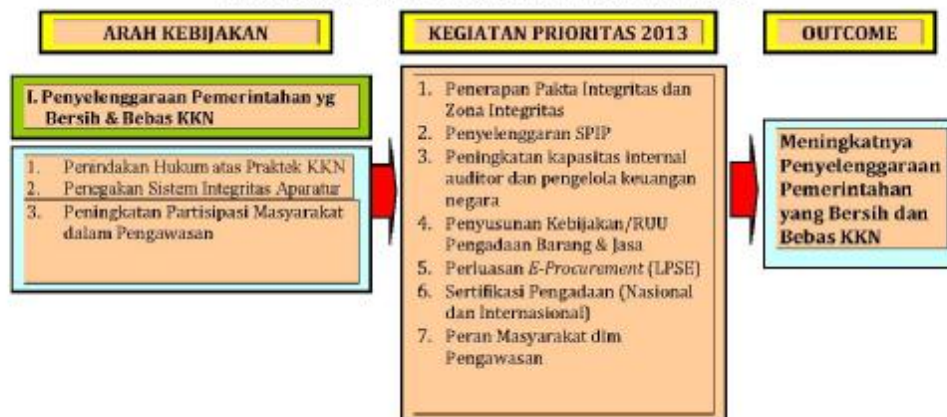 ARAH KEBIJAKAN
I. Penyelenggaraan Pemerintahan yg
Bersih & Bebas KKN
1. Penindakan Hukum atas Praktek KKN
2. Penegakan Sistem Integritas Aparatur
3. Peningkatan Partisipasi Masyarakat
dalam Pengawasan
KEGIATAN PRIORITAS 2013
1. Penerapan Pakta Integritas dan
Zona Integritas
2. Penyelenggaran SPIP
3. Peningkatan kapasitas internal
auditor dan pengelola keuangan
negara
4. Penyusunan Kebijakan/RUU
Pengadaan Barang & Jasa
5. Perluasan E-Procurement (LPSE)
6. Sertifikasi Pengadaan (Nasional
dan Internasional)
7. Peran Masyarakat dlm
Pengawasan
OUTCOME
Meningkatnya
Penyelenggaraan
Pemerintahan
yang Bersih dan
Bebas KKN